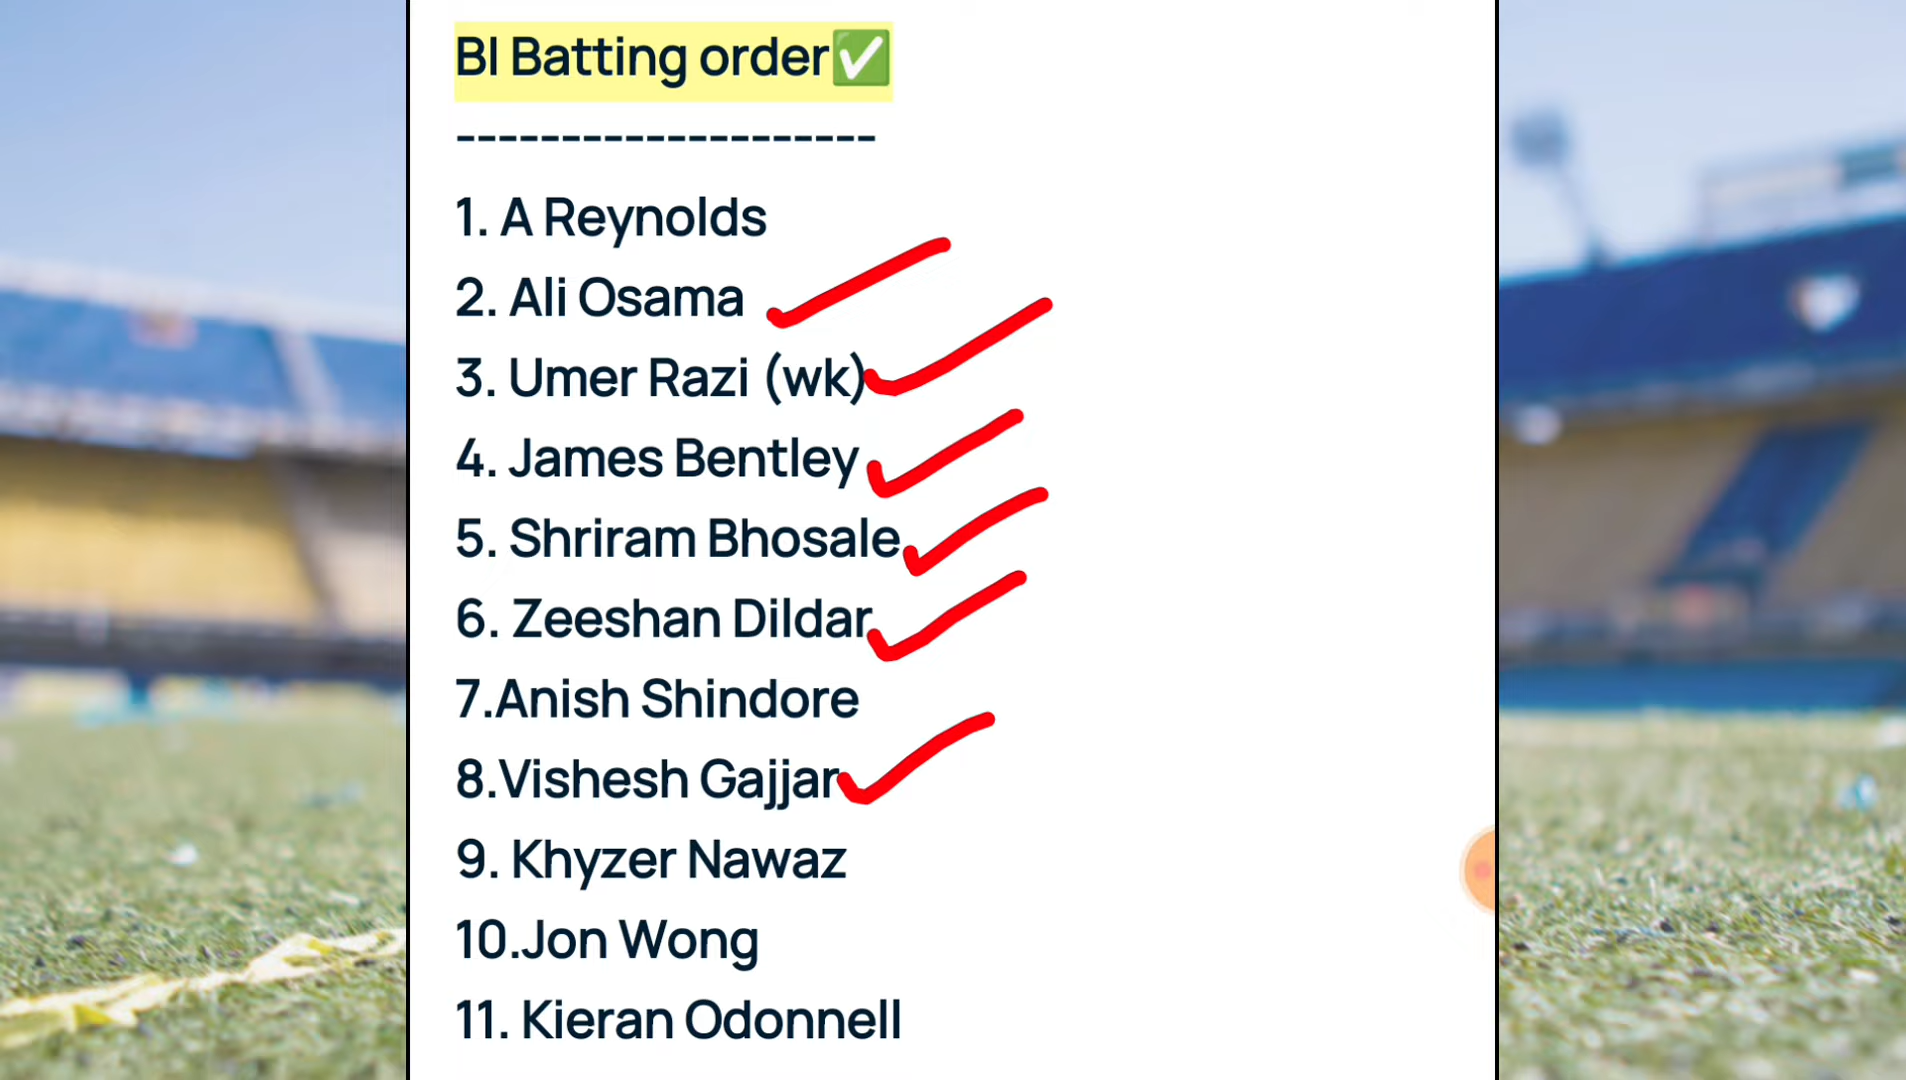 BI Batting order✅
--------------------
1. A Reynolds
2. Ali Osama
3. Umer Razi (wk)
4. James Bentley
5. Shriram Bhosale
6. Zeeshan Dildar
7.Anish Shindore
8.Vishesh Gajjar
9. Khyzer Nawaz
10.Jon Wong
11. Kieran Odonnell